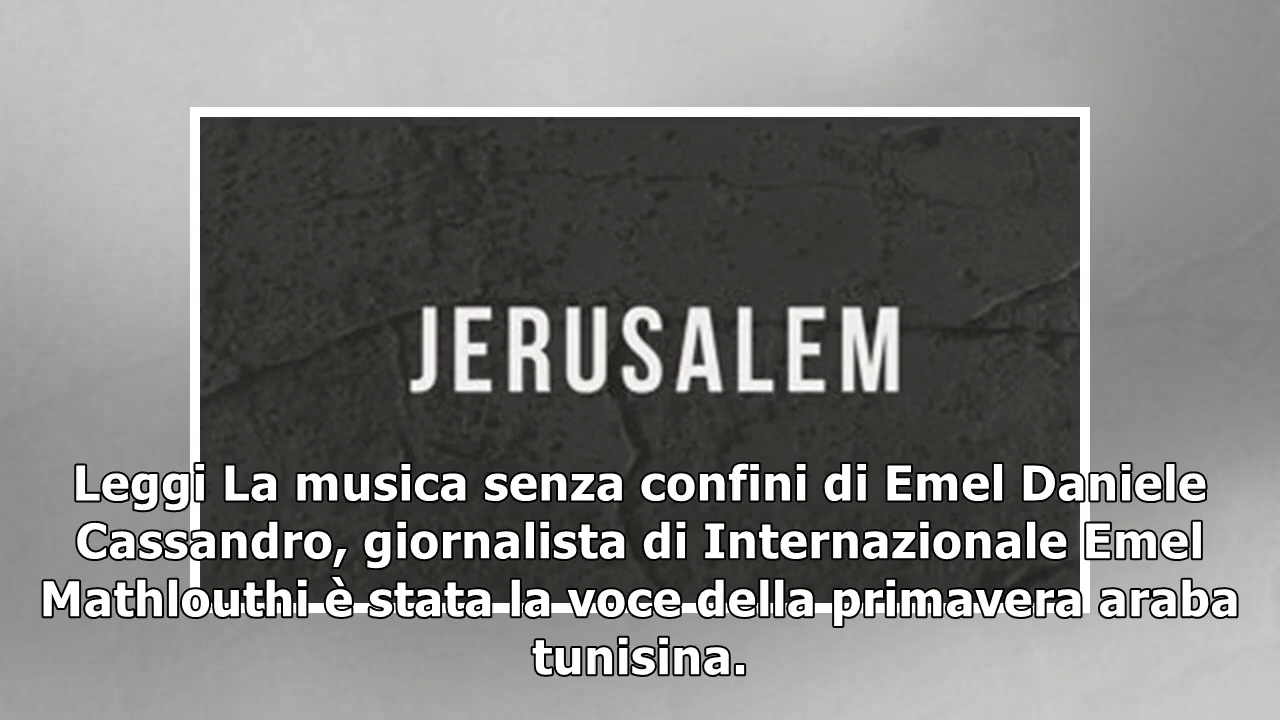 JERUSALEM
Leggi La musica senza confini di Emel Daniele
Cassandro, giornalista di Internazionale Emel
Mathlouthi è stata la voce della primavera araba
tunisina.